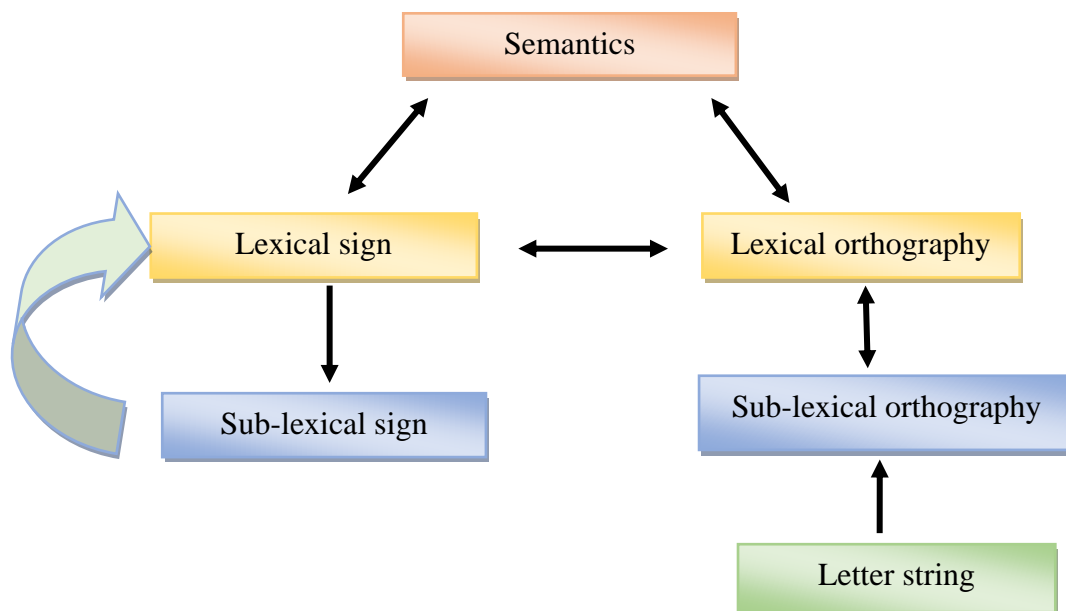 Semantics
Lexical sign
Lexical orthography
Sub-lexical sign
Sub-lexical orthography
Letter string